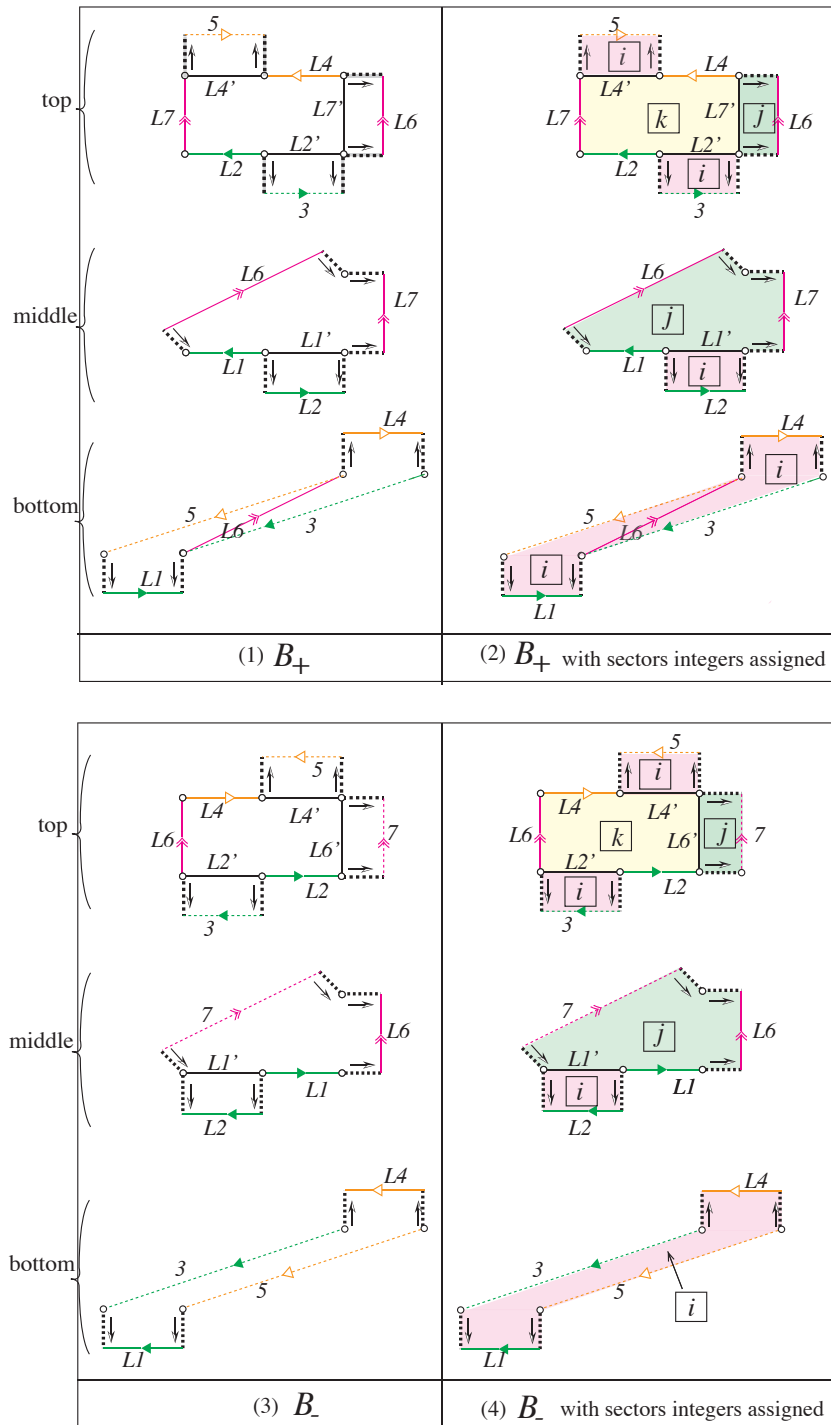 5 5
L4 i L4
top L4' L4'
L7 L7' L6 L7 k L7' j L6
L2' L2'
L2 L2 i
3 3
L6 L6
L7 j L7
middle
L1' L1'
L1 L1 i
L2 L2
L4 L4
i
bottom 5 3 5 3
L6 L6
i
L1 L1
(1) B+ (2) B+ with sectors integers assigned
5 i 5
L4 L4
top L4' L4'
L6 L6' 7 L6 k L6' j 7
L2' L2'
L2 i L2
3 3
7 7
L6 j L6
middle L1' L1'
L1 L1
i
L2 L2
L4 L4
bottom 3 3
5 5 i
L1 L1
(3) B- (4) B- with sectors integers assigned